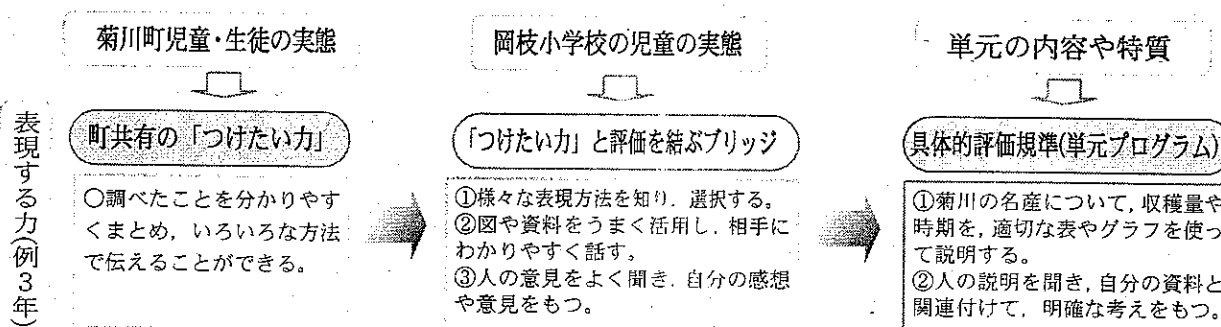 菊川町児童・生徒の実態
岡枝小学校の児童の実態
単元の内容や特質
表現する力(例3年)
町共有の「つけたい力」
「つけたい力」と評価を結ぶブリッジ
具体的評価規準(単元プログラム)
○調べたことを分かりやす
くまとめ，いろいろな方法
で伝えることができる。
①様々な表現方法を知り，選択する。
②図や資料をうまく活用し，相手に
わかりやすく話す。
③人の意見をよく聞き，自分の感想
や意見をもつ。
①菊川の名産について，収穫量や
時期を，適切な表やグラフを使っ
て説明する。
②人の説明を聞き，自分の資料と
関連付けて，明確な考えをもつ。